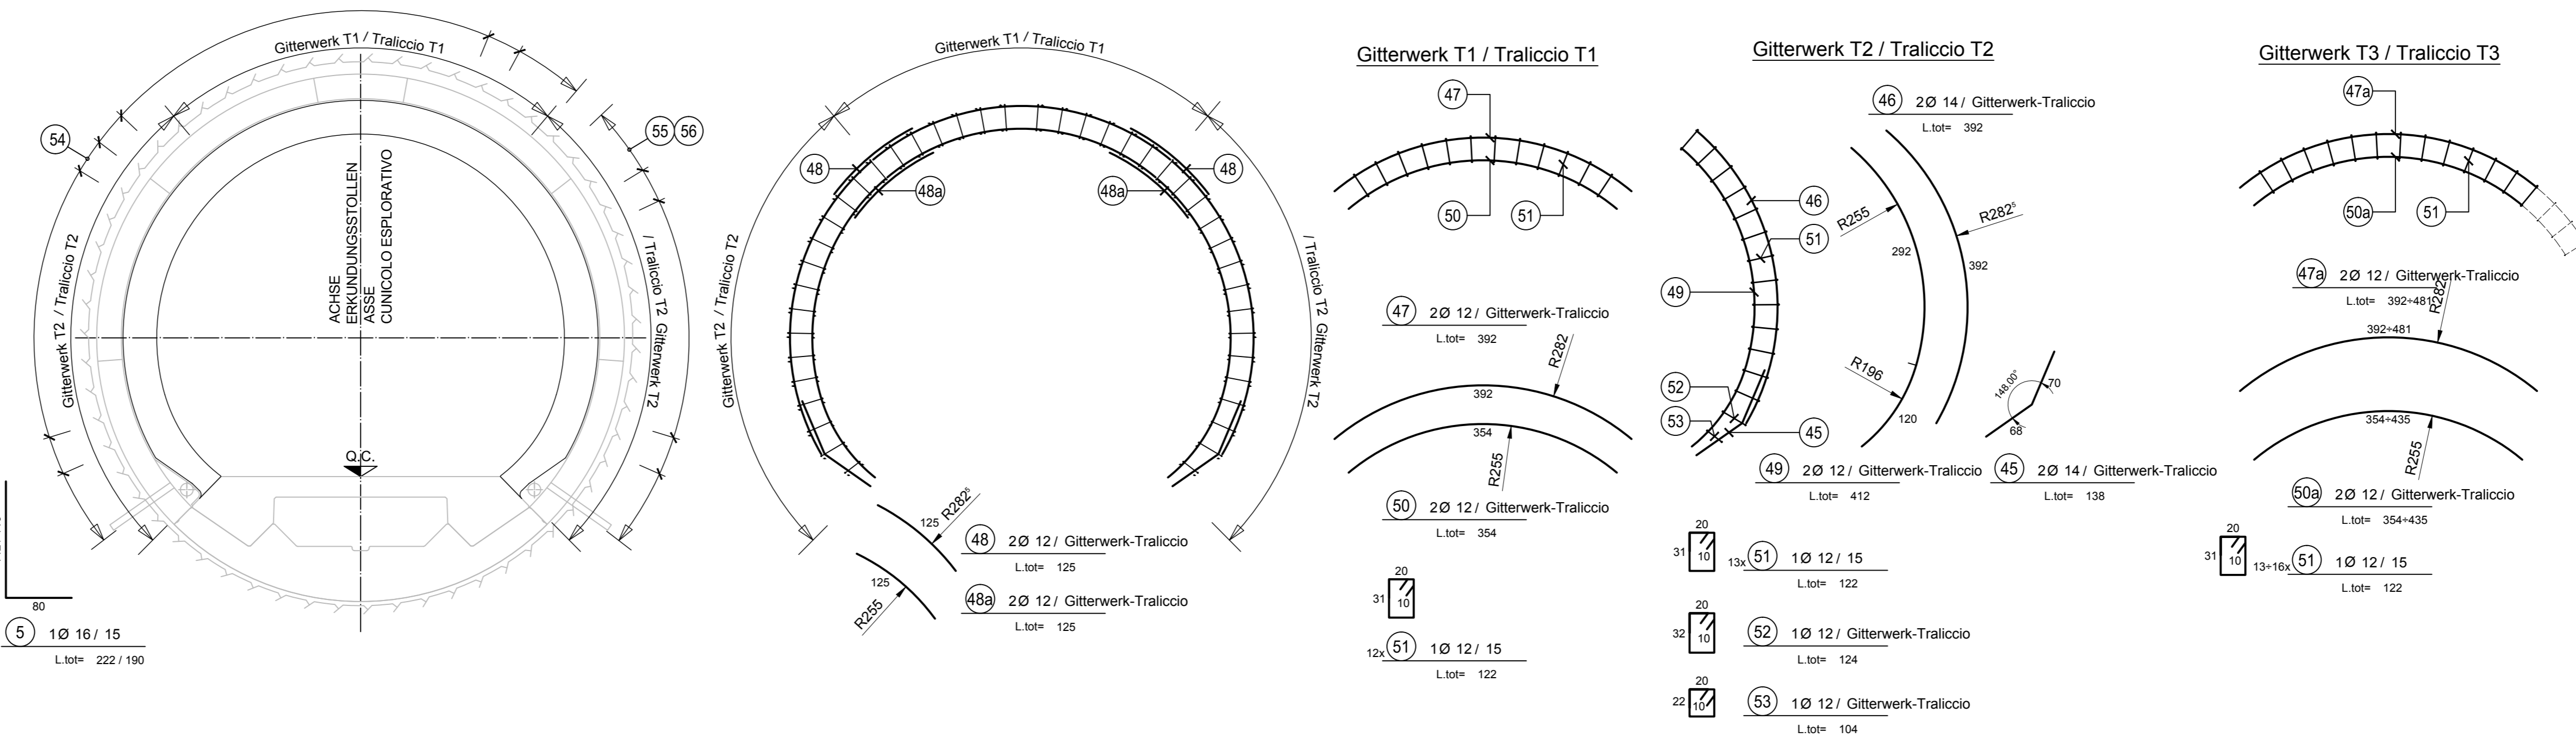 Gitterwerk T1 / Traliccio T1
54
55
56
ACHSE
ERKUNDUNGSSTOLLEN
ASSE
CUNICOLO ESPLORATIVO
Gitterwerk T2 / Traliccio T2
/ Traliccio T2 Gitterwerk T2
Q.C.
80
5 1Ø 16 / 15
L.tot= 222 / 190
Gitterwerk T1 / Traliccio T1
48
48a
48a
48
Gitterwerk T2 / Traliccio T2
/ Traliccio T2 Gitterwerk T2
125
R282⁵
48 2Ø 12 / Gitterwerk-Traliccio
L.tot= 125
125
R255
48a 2Ø 12 / Gitterwerk-Traliccio
L.tot= 125
Gitterwerk T1 / Traliccio T1
47
50
51
47 2Ø 12 / Gitterwerk-Traliccio
L.tot= 392
R282
392
354
R255
50 2Ø 12 / Gitterwerk-Traliccio
L.tot= 354
20
31
10
12x 51 1Ø 12 / 15
L.tot= 122
Gitterwerk T2 / Traliccio T2
46 2Ø 14 / Gitterwerk-Traliccio
L.tot= 392
46
51
49
52
53
45
R255
292
R282⁵
392
R196
120
148.00°
70
68
49 2Ø 12 / Gitterwerk-Traliccio
L.tot= 412
45 2Ø 14 / Gitterwerk-Traliccio
L.tot= 138
20
31
10
13x 51 1Ø 12 / 15
L.tot= 122
20
32
10
52 1Ø 12 / Gitterwerk-Traliccio
L.tot= 124
20
22
10
53 1Ø 12 / Gitterwerk-Traliccio
L.tot= 104
Gitterwerk T3 / Traliccio T3
47a
50a
51
47a 2Ø 12 / Gitterwerk-Traliccio
L.tot= 392÷481
R282
392÷481
354÷435
R255
50a 2Ø 12 / Gitterwerk-Traliccio
L.tot= 354÷435
20
31
10
13÷16x 51 1Ø 12 / 15
L.tot= 122